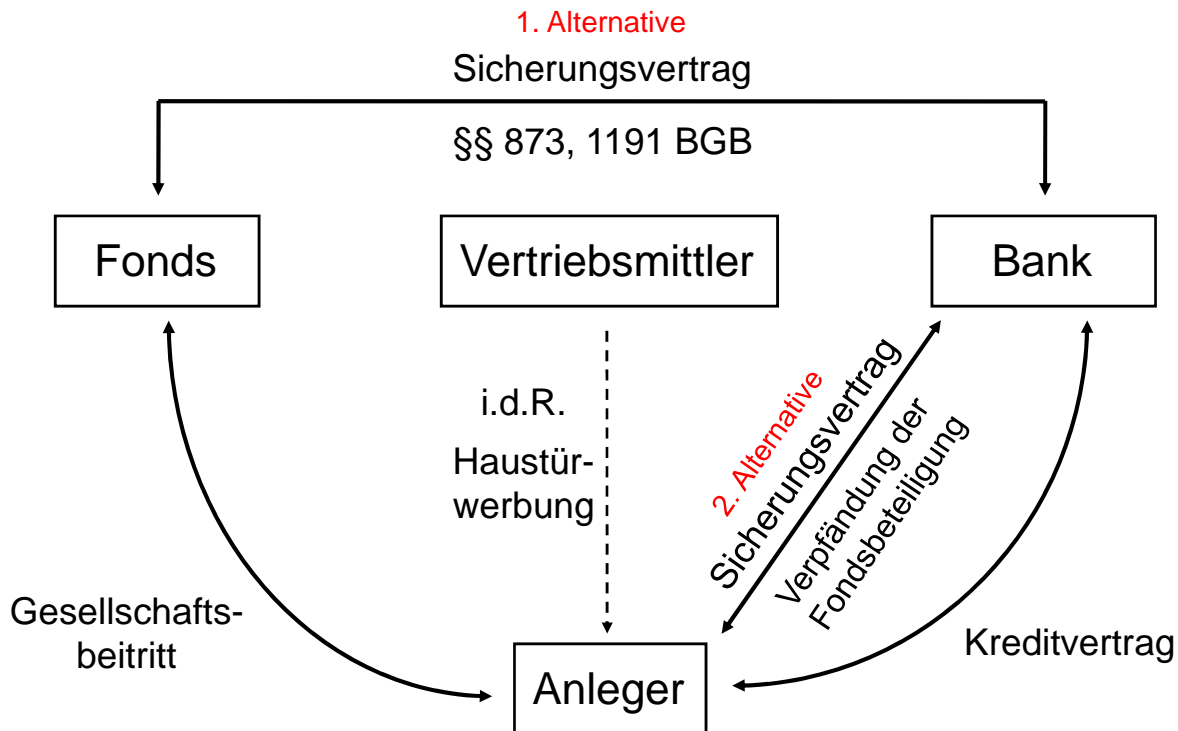 1. Alternative
Sicherungsvertrag
§§ 873, 1191 BGB
Fonds
Vertriebsmittler
Bank
i.d.R.
Haustür-
werbung
2. Alternative
Sicherungsvertrag
Verpfändung der
Fondsbeteiligung
Gesellschafts-
beitritt
Kreditvertrag
Anleger